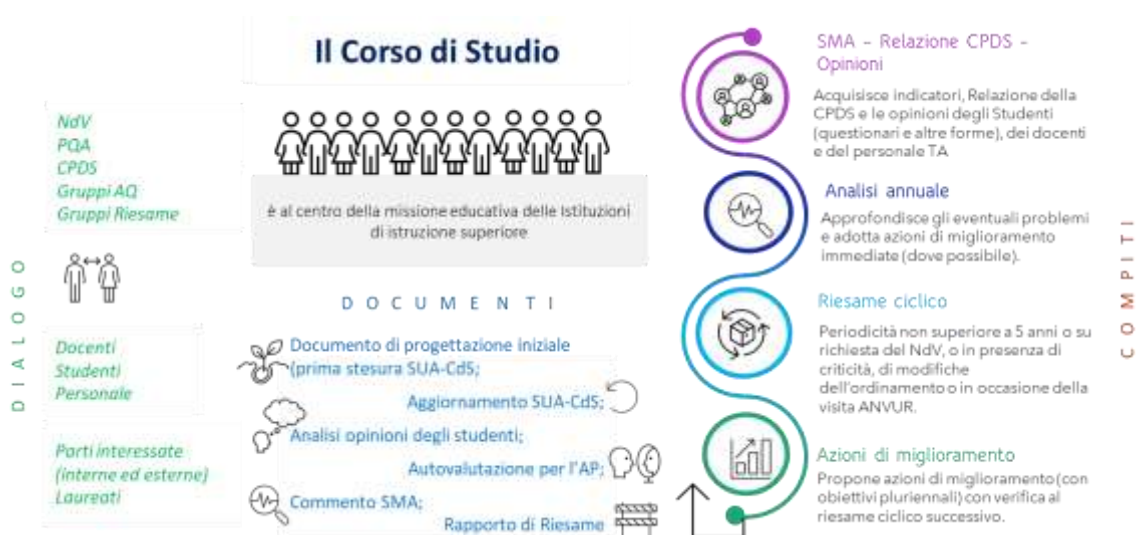 Il Corso di Studio
DIALOGO
NdV
PQA
CPDS
Gruppi AQ
Gruppi Riesame
Docenti
Studenti
Personale
Parti interessate
(interne ed esterne)
Laureati
è al centro della missione educativa delle Istituzioni
di istruzione superiore
DOCUMENTI
Documento di progettazione iniziale
(prima stesura SUA-CdS;
Aggiornamento SUA-CdS;
Analisi opinioni degli studenti;
Autovalutazione per l'AP;
Commento SMA;
Rapporto di Riesame
SMA – Relazione CPDS -
Opinioni
Acquisisce indicatori, Relazione della
CPDS e le opinioni degli Studenti
(questionari e altre forme), dei docenti
e del personale TA
Analisi annuale
Approfondisce gli eventuali problemi
e adotta azioni di miglioramento
immediate (dove possibile).
Riesame ciclico
Periodicità non superiore a 5 anni o su
richiesta del NdV, o in presenza di
criticità, di modifiche
dell'ordinamento o in occasione della
visita ANVUR.
Azioni di miglioramento
Propone azioni di miglioramento (con
obiettivi pluriennali) con verifica al
riesame ciclico successivo.
COMPITI